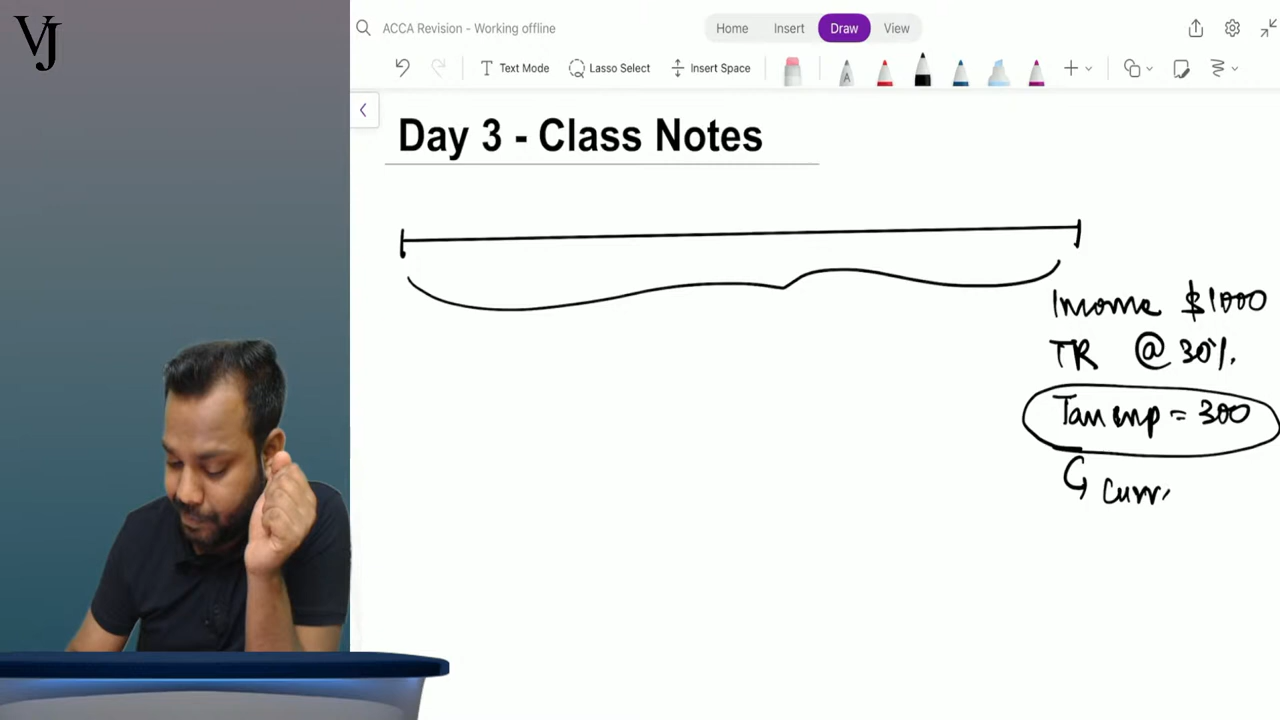 VJ
ACCA Revision - Working offline
Home Insert Draw View
Text Mode Lasso Select Insert Space
Day 3 - Class Notes
Income $1000
TR @ 30%.
Tax exp = 300
↳ curr